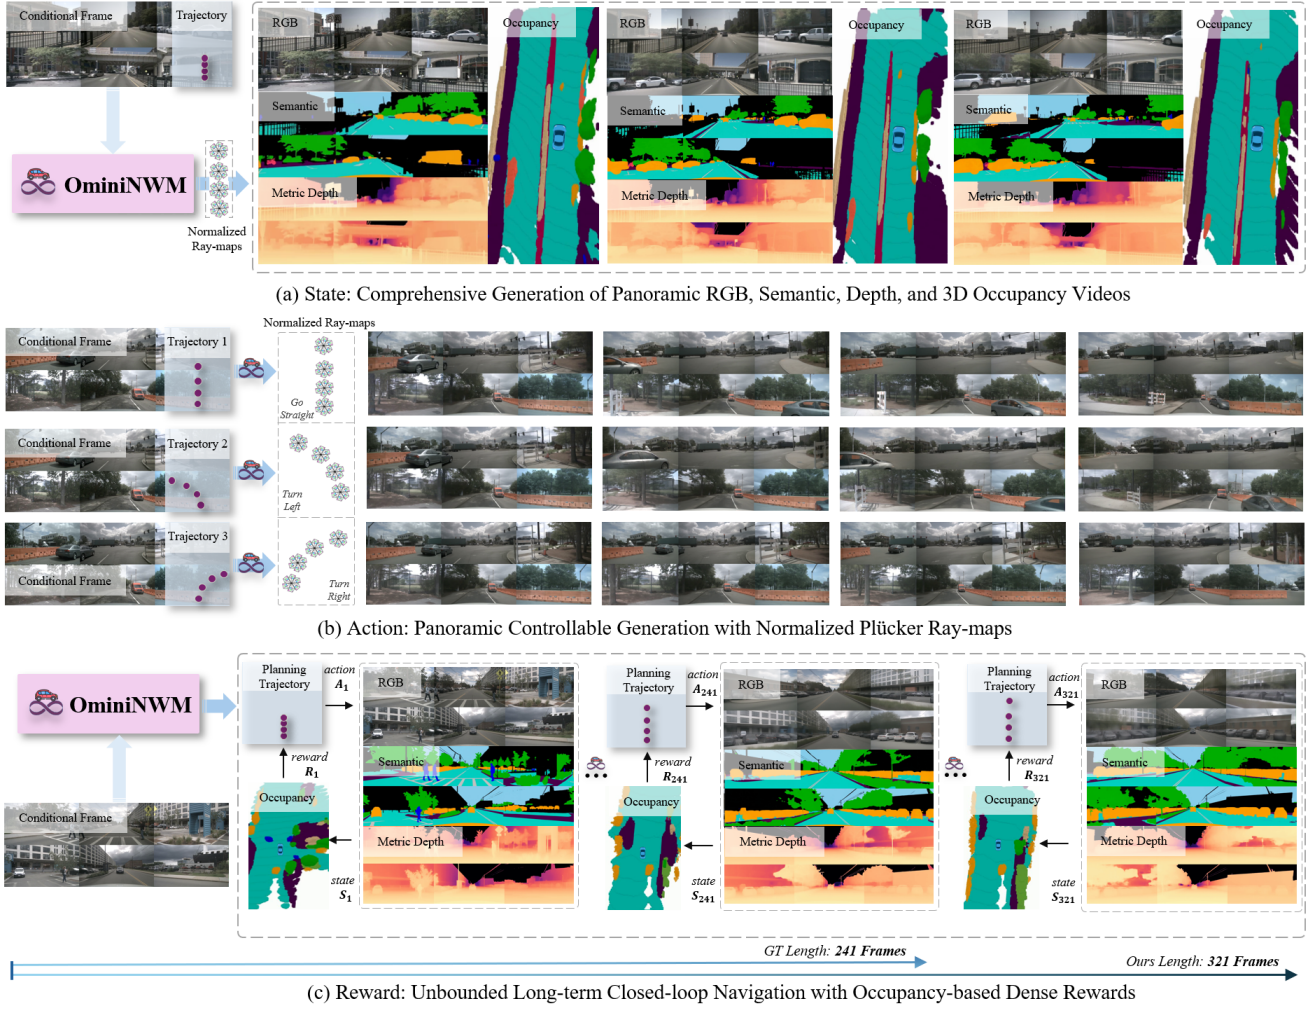 Conditional Frame
Trajectory
OminiNWM
Normalized
Ray-maps
RGB
Occupancy
Semantic
Metric Depth
RGB
Occupancy
Semantic
Metric Depth
RGB
Occupancy
Semantic
Metric Depth
(a) State: Comprehensive Generation of Panoramic RGB, Semantic, Depth, and 3D Occupancy Videos
Normalized Ray-maps
Conditional Frame
Trajectory 1
Go
Straight
Conditional Frame
Trajectory 2
Turn
Left
Trajectory 3
Conditional Frame
Turn
Right
(b) Action: Panoramic Controllable Generation with Normalized Plücker Ray-maps
OminiNWM
Conditional Frame
Planning
Trajectory
action
A1
reward
R1
Occupancy
state
S1
RGB
Semantic
Metric Depth
Planning
Trajectory
action
A241
reward
R241
Occupancy
state
S241
RGB
Semantic
Metric Depth
Planning
Trajectory
action
A321
reward
R321
Occupancy
state
S321
RGB
Semantic
Metric Depth
GT Length: 241 Frames
Ours Length: 321 Frames
(c) Reward: Unbounded Long-term Closed-loop Navigation with Occupancy-based Dense Rewards